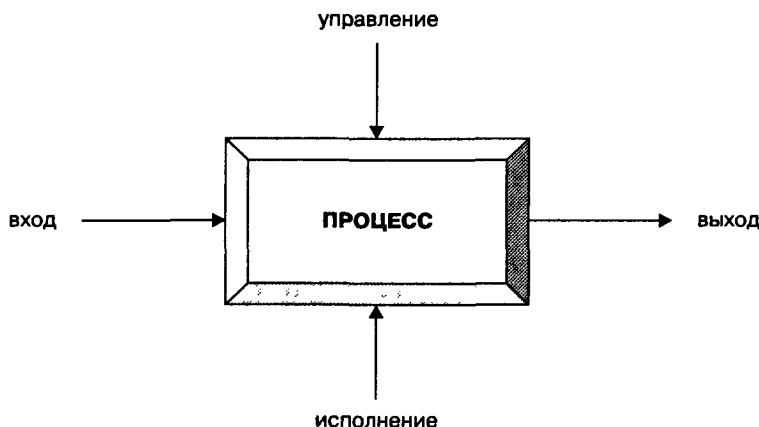 управление
вход
ПРОЦЕСС
выход
исполнение